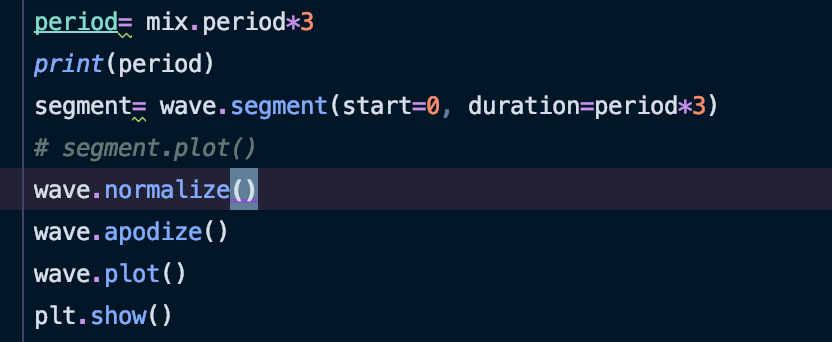 period= mix.period*3
print(period)
segment= wave.segment(start=0, duration=period*3)
# segment.plot()
wave.normalize()
wave.apodize()
wave.plot()
plt.show()